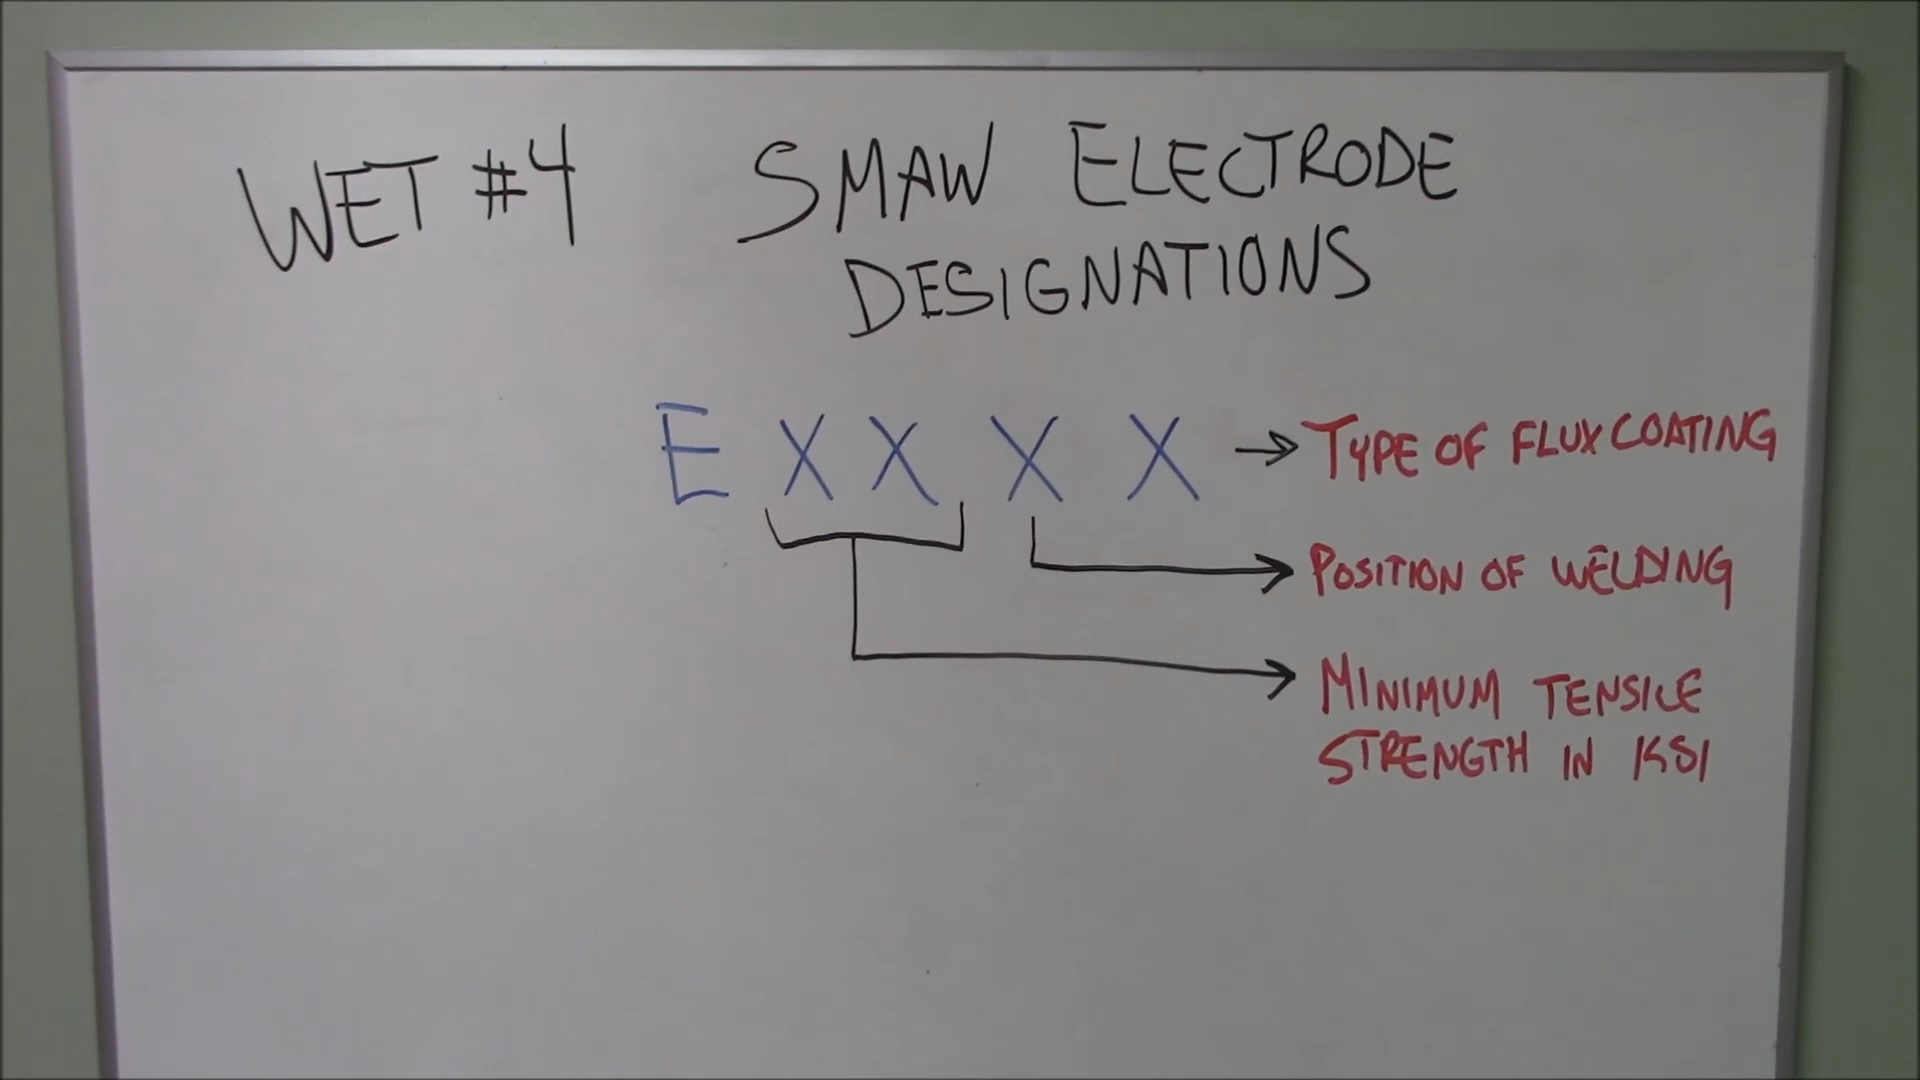 WET #4 SMAW ELECTRODE
DESIGNATIONS
E X X X X → TYPE OF FLUX COATING
POSITION OF WELDING
MINIMUM TENSILE
STRENGTH IN KSI